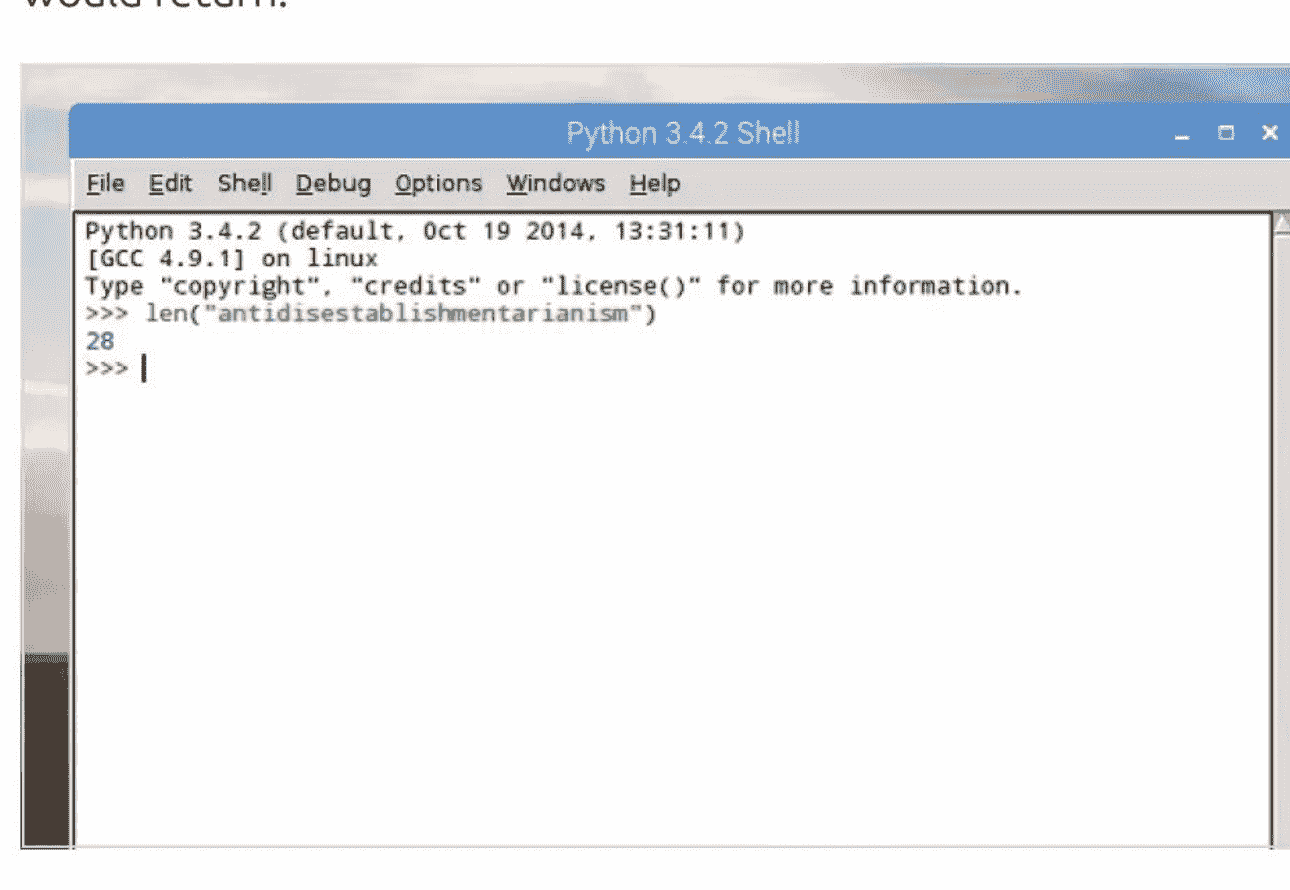 would return:
Python 3.4.2 Shell
File Edit Shell Debug Options Windows Help
Python 3.4.2 (default, Oct 19 2014, 13:31:11)
[GCC 4.9.1] on linux
Type "copyright", "credits" or "license()" for more information.
>>> len("antidisestablishmentarianism")
28
>>>